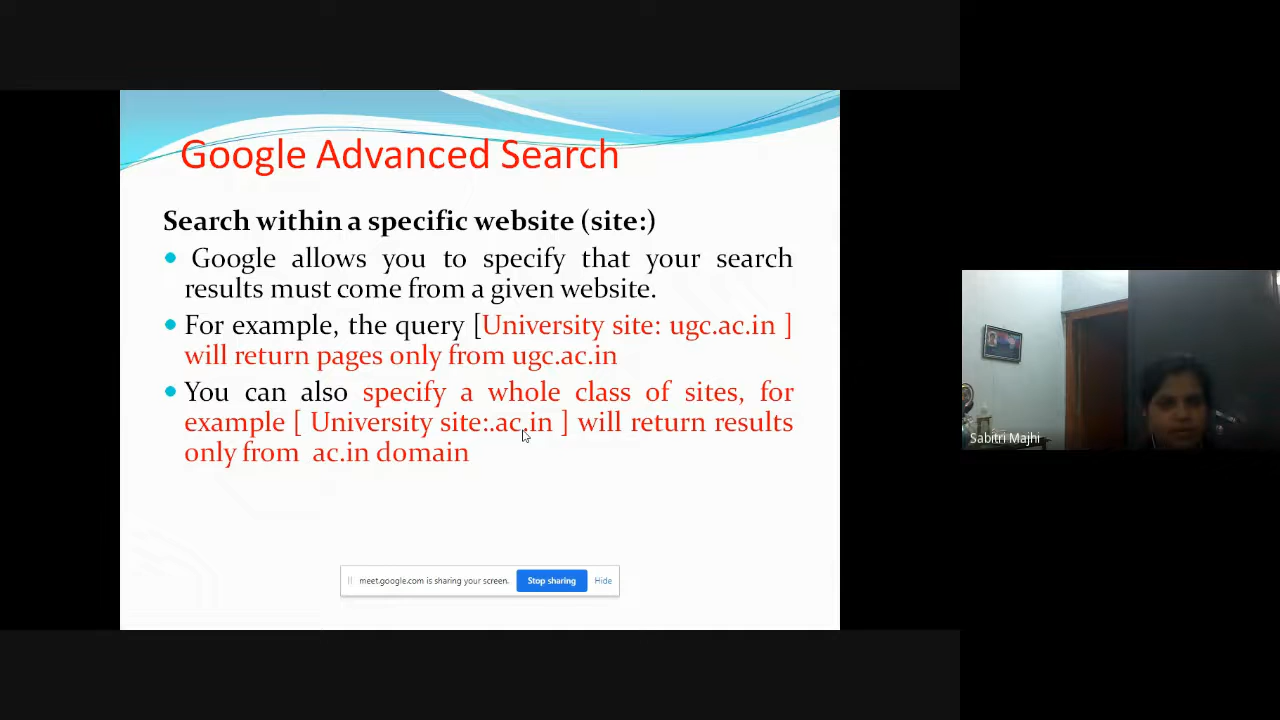 Google Advanced Search
Search within a specific website (site:)
Google allows you to specify that your search
results must come from a given website.
For example, the query [University site: ugc.ac.in ]
will return pages only from ugc.ac.in
You can also specify a whole class of sites, for
example [ University site:.ac.in ] will return results
only from ac.in domain
meet.google.com is sharing your screen. Stop sharing Hide
Sabitri Majhi